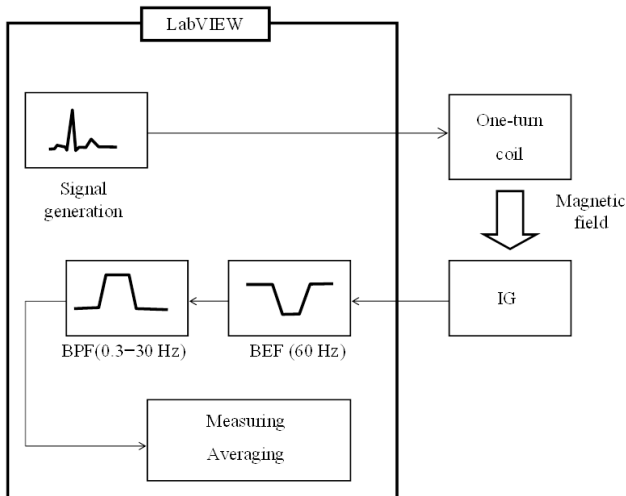 LabVIEW
Signal
generation
One-turn
coil
Magnetic
field
IG
BEF (60 Hz)
BPF(0.3−30 Hz)
Measuring
Averaging